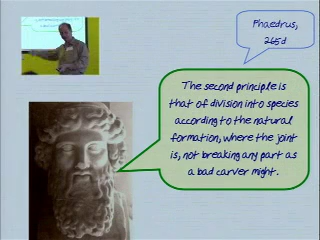 Phaedrus,
265d
The second principle is
that of division into species
according to the natural
formation, where the joint
is, not breaking any part as
a bad carver might.